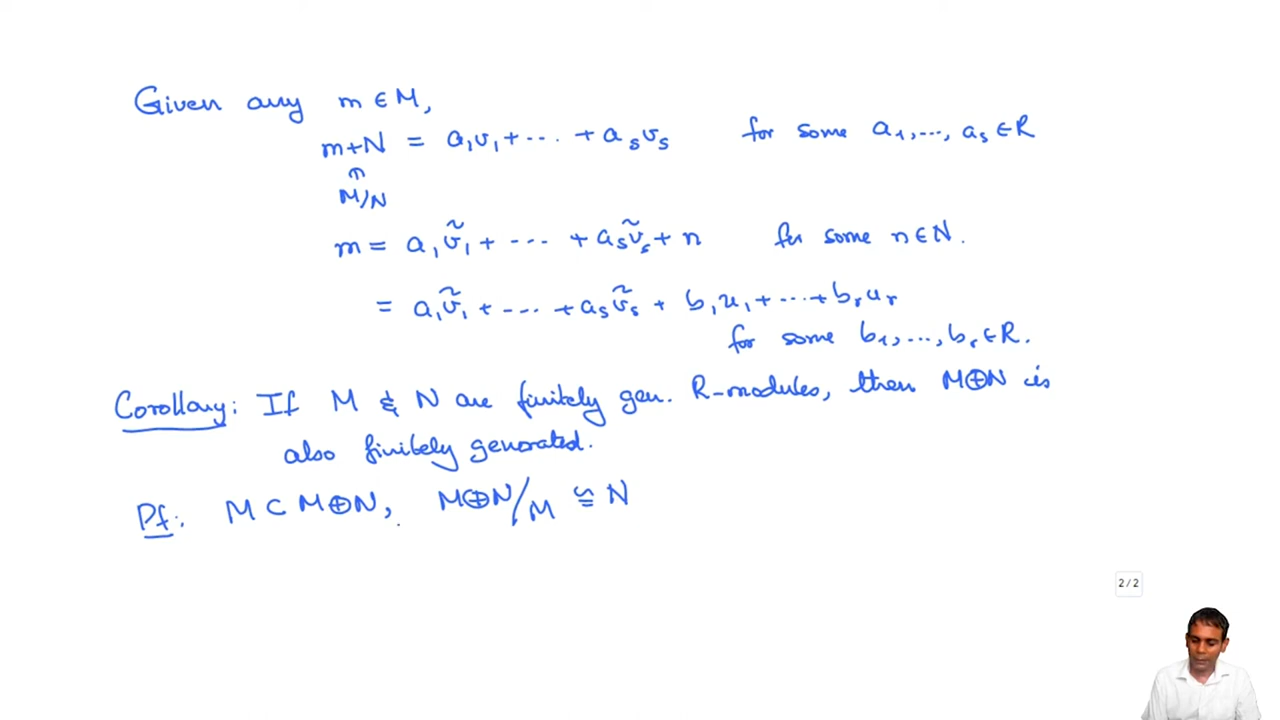 Given any m ∈ M,
m+N = a₁v₁ + ⋯ + aₛvₛ for some a₁, …, aₛ ∈ R
⋂
M/N
m = a₁ṽ₁ + ⋯ + aₛṽₛ + n for some n ∈ N.
= a₁ṽ₁ + ⋯ + aₛṽₛ + b₁u₁ + ⋯ + bᵣuᵣ
for some b₁, …, bᵣ ∈ R.
Corollary: If M & N are finitely gen. R-modules, then M⊕N is
also finitely generated.
Pf: M ⊂ M⊕N, M⊕N/M ≅ N
2/2